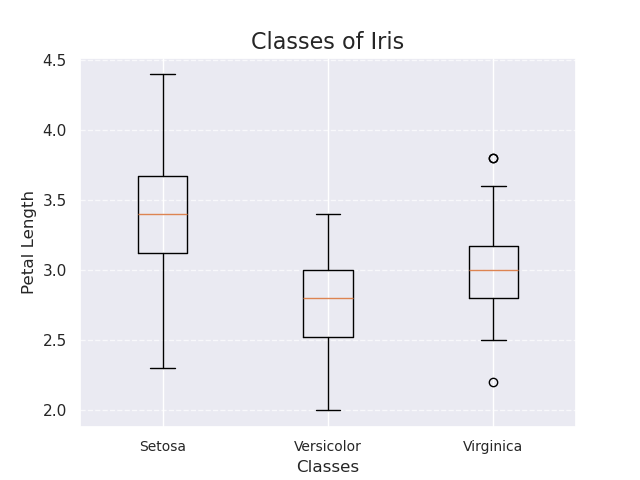 Classes of Iris
4.5
4.0
3.5
3.0
2.5
2.0
Petal Length
Setosa Versicolor Virginica
Classes